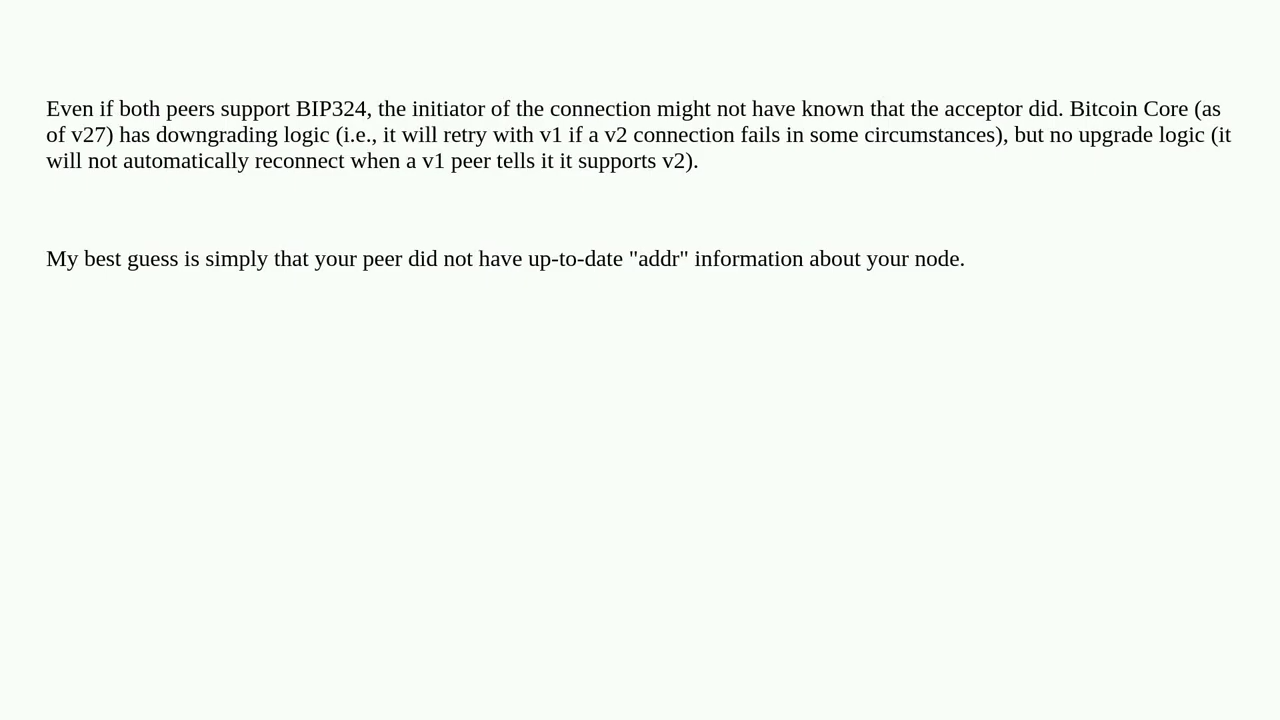 Even if both peers support BIP324, the initiator of the connection might not have known that the acceptor did. Bitcoin Core (as
of v27) has downgrading logic (i.e., it will retry with v1 if a v2 connection fails in some circumstances), but no upgrade logic (it
will not automatically reconnect when a v1 peer tells it it supports v2).
My best guess is simply that your peer did not have up-to-date "addr" information about your node.